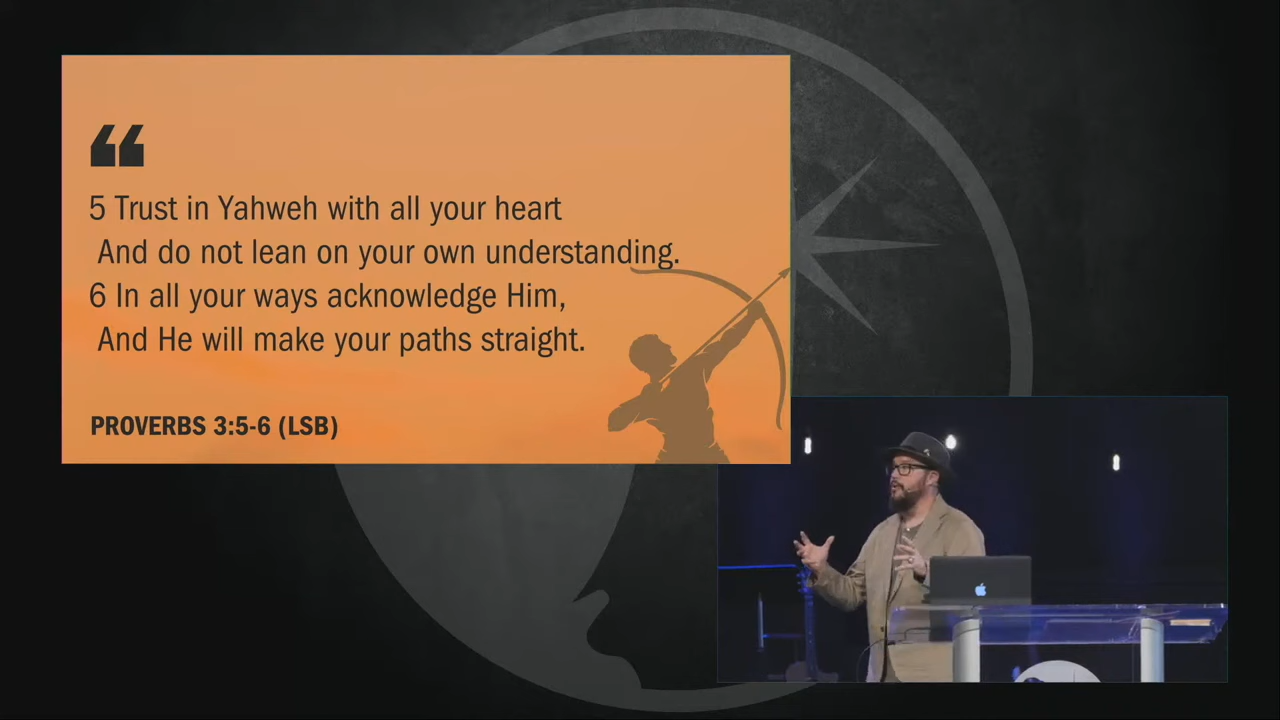 5 Trust in Yahweh with all your heart
And do not lean on your own understanding.
6 In all your ways acknowledge Him,
And He will make your paths straight.
PROVERBS 3:5-6 (LSB)